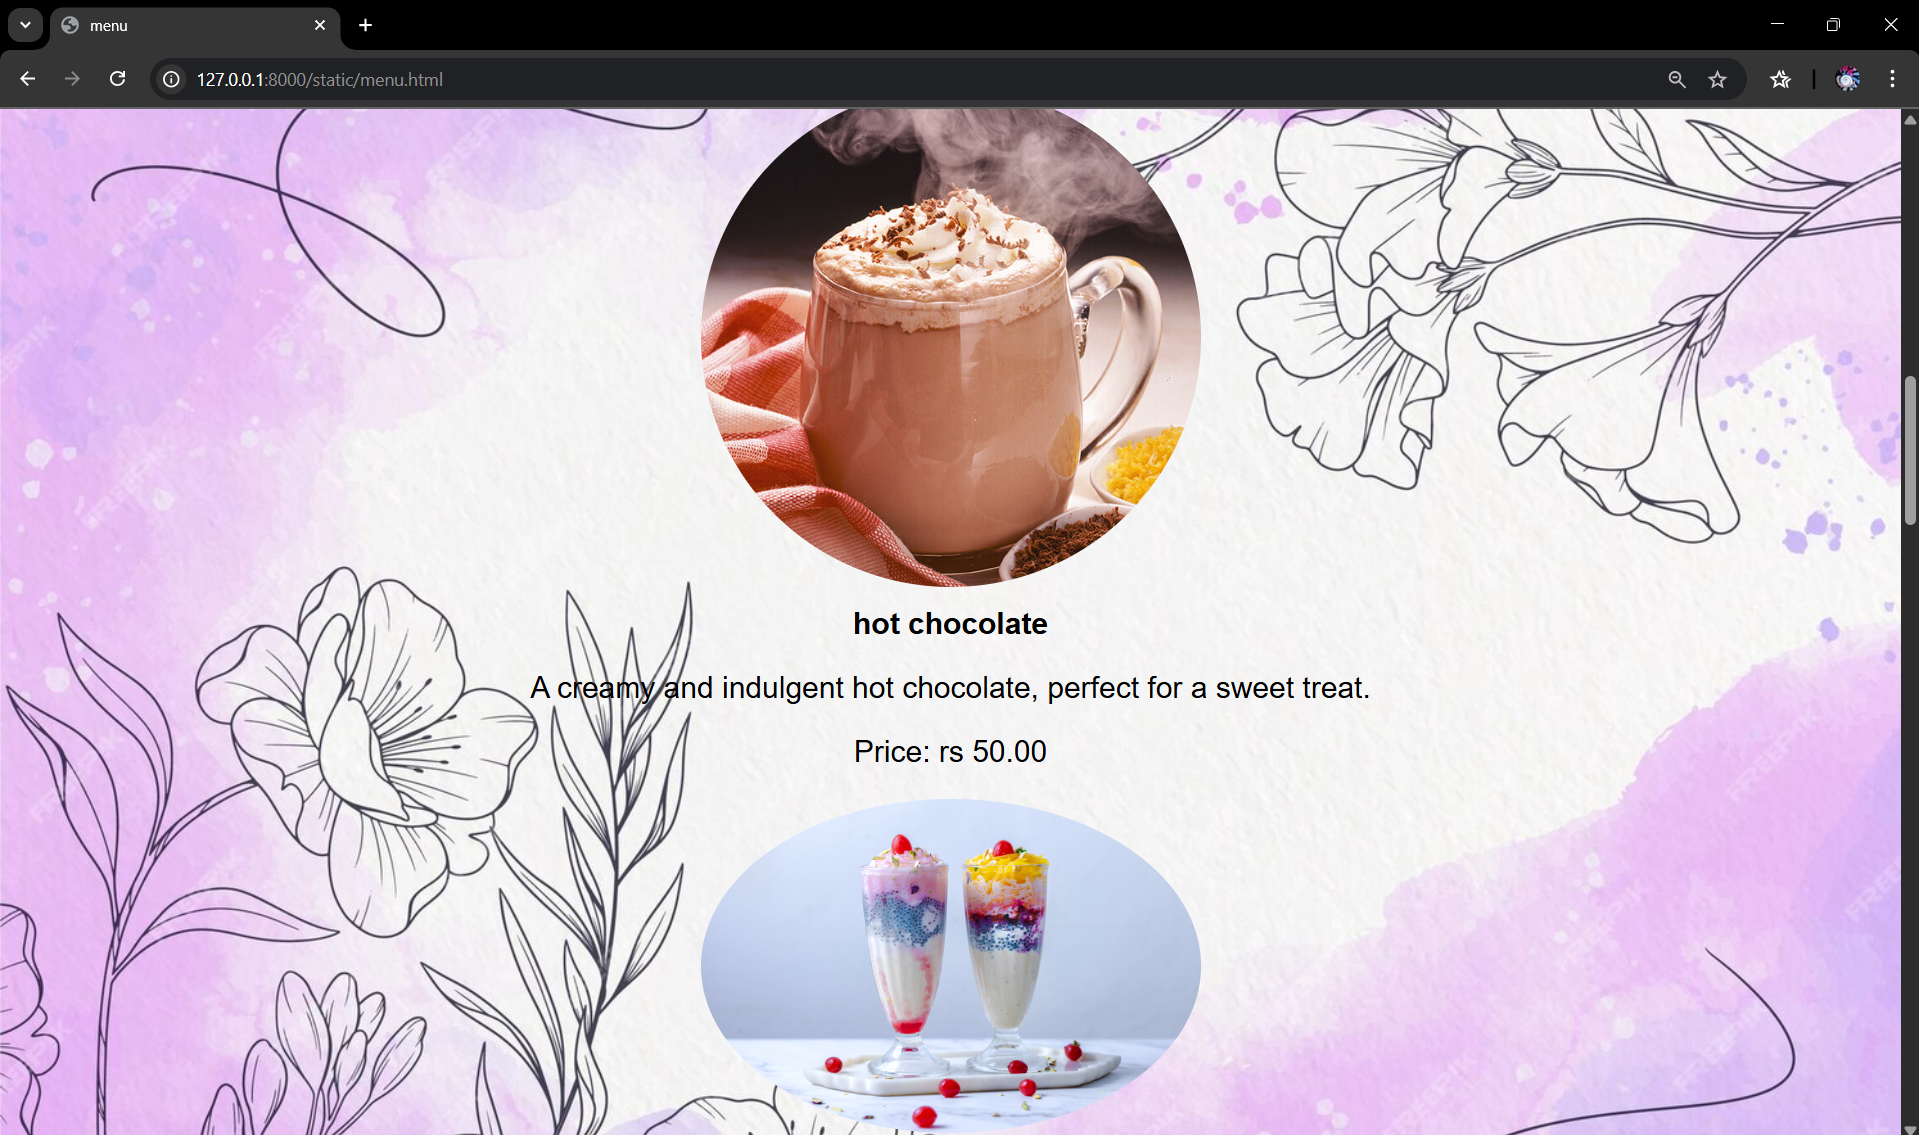 menu
127.0.0.1:8000/static/menu.html
hot chocolate
A creamy and indulgent hot chocolate, perfect for a sweet treat.
Price: rs 50.00